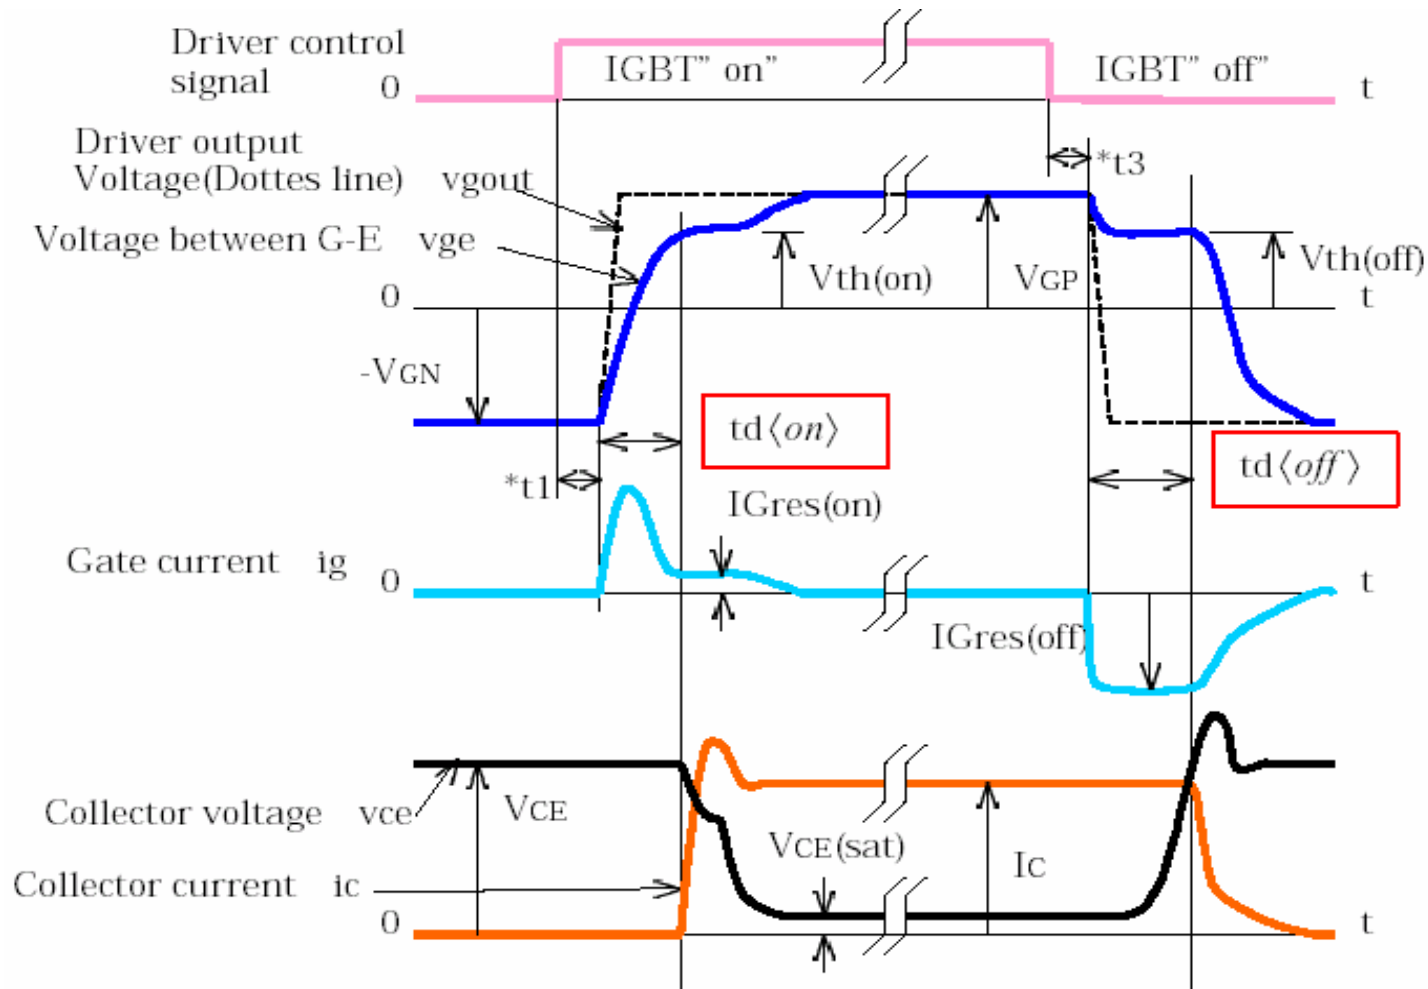 Driver control
signal
0
IGBT” on”
IGBT” off”
t
Driver output
Voltage(Dottes line) vgout
*t3
Voltage between G-E vge
Vth(on)
VGP
Vth(off)
0
t
-VGN
td⟨on⟩
td⟨off⟩
*t1
IGres(on)
Gate current ig
0
t
IGres(off)
Collector voltage vce
VCE
VCE(sat)
IC
Collector current ic
0
t